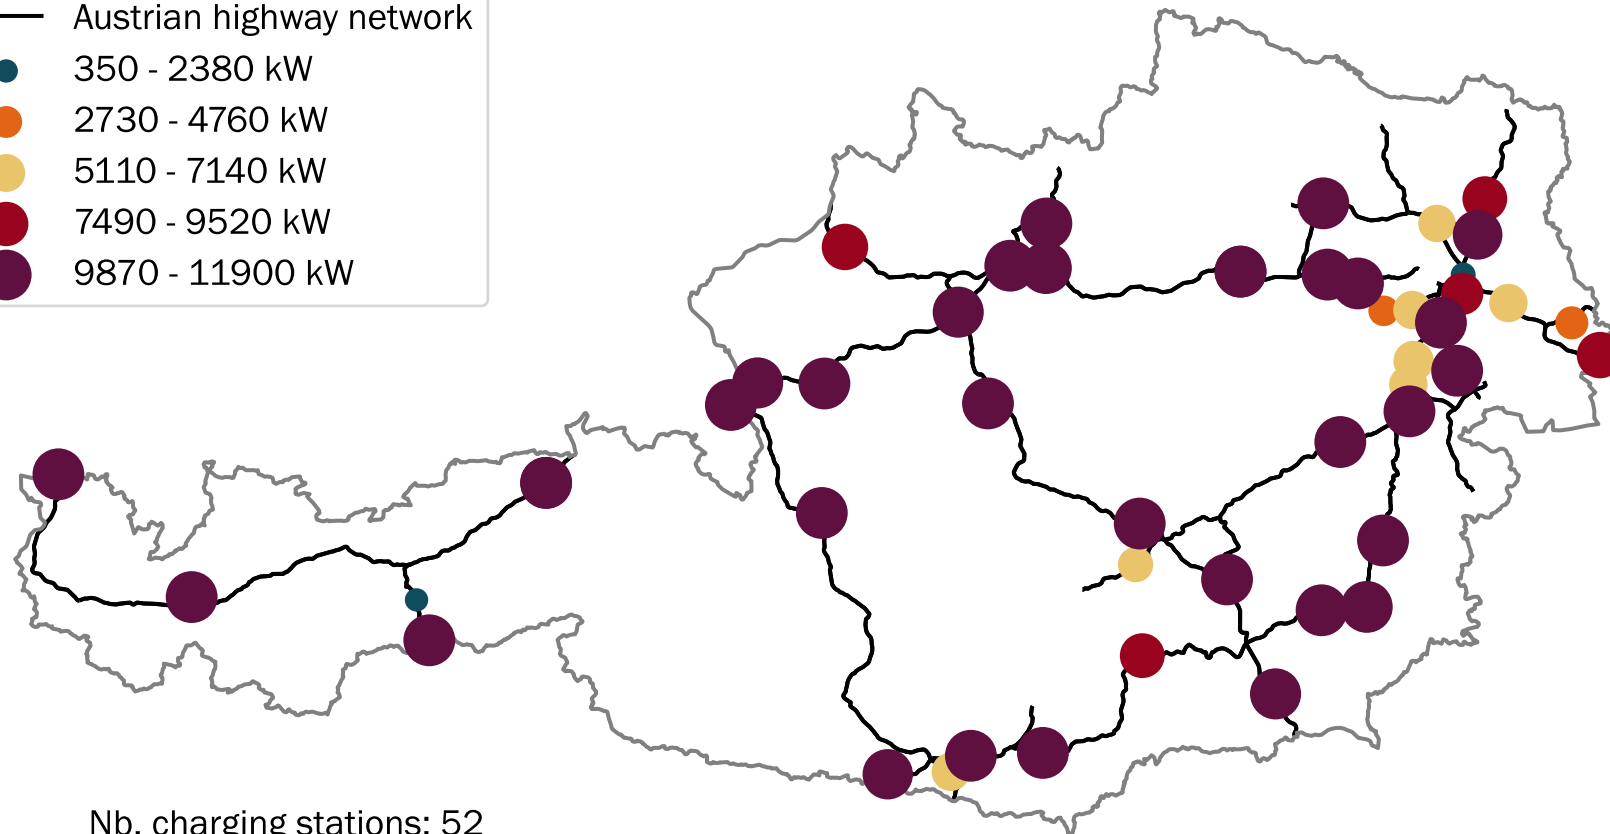 Austrian highway network
350 - 2380 kW
2730 - 4760 kW
5110 - 7140 kW
7490 - 9520 kW
9870 - 11900 kW
Nb. charging stations: 52